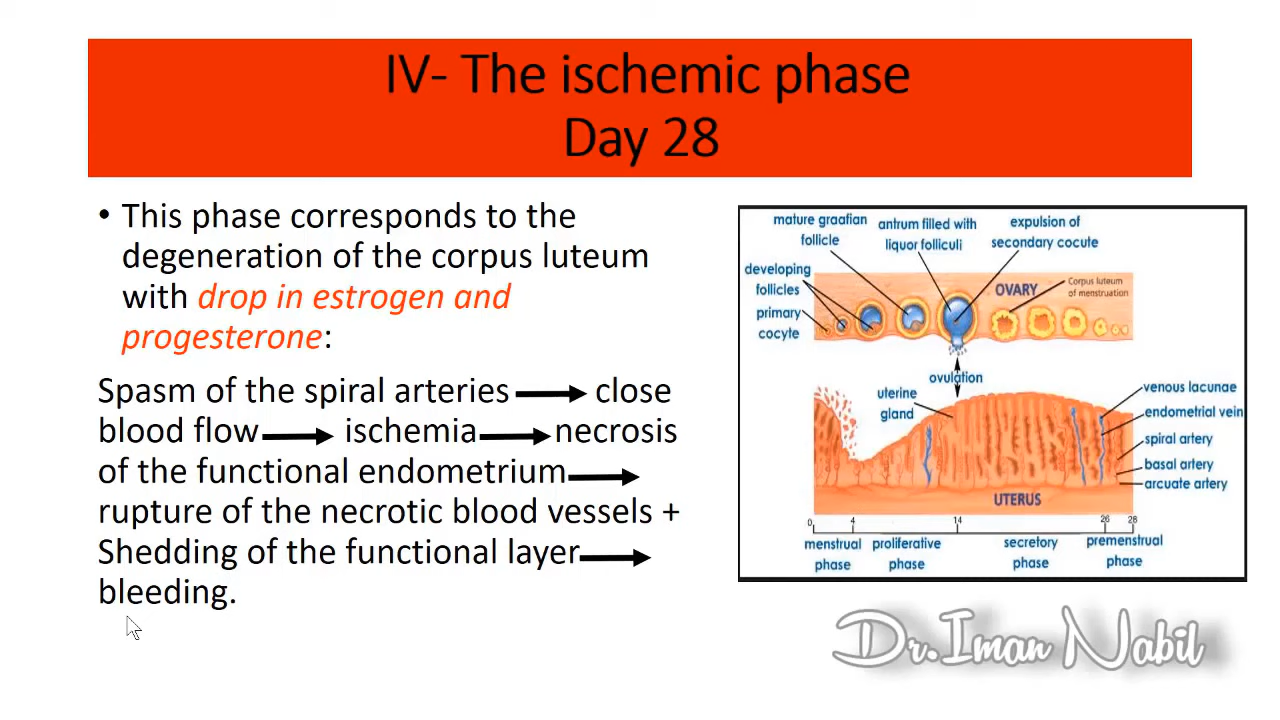 IV- The ischemic phase
Day 28
• This phase corresponds to the
degeneration of the corpus luteum
with drop in estrogen and
progesterone:
Spasm of the spiral arteries → close
blood flow → ischemia → necrosis
of the functional endometrium →
rupture of the necrotic blood vessels +
Shedding of the functional layer →
bleeding.
mature graafian
follicle
antrum filled with
liquor folliculi
expulsion of
secondary cocute
developing
follicles
primary
cocyte
OVARY
Corpus luteum
of menstruation
ovulation
uterine
gland
venous lacunae
endometrial vein
spiral artery
basal artery
arcuate artery
UTERUS
0 4 14 26 28
menstrual
phase
proliferative
phase
secretory
phase
premenstrual
phase
Dr.Iman Nabil